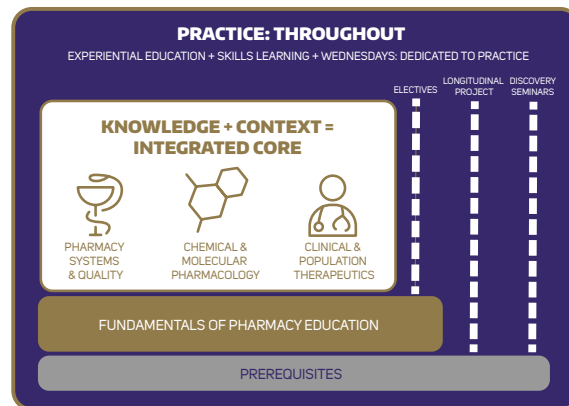 PRACTICE: THROUGHOUT
EXPERIENTIAL EDUCATION + SKILLS LEARNING + WEDNESDAYS: DEDICATED TO PRACTICE
ELECTIVES
LONGITUDINAL
PROJECT
DISCOVERY
SEMINARS
KNOWLEDGE + CONTEXT =
INTEGRATED CORE
PHARMACY
SYSTEMS
& QUALITY
CHEMICAL &
MOLECULAR
PHARMACOLOGY
CLINICAL &
POPULATION
THERAPEUTICS
FUNDAMENTALS OF PHARMACY EDUCATION
PREREQUISITES